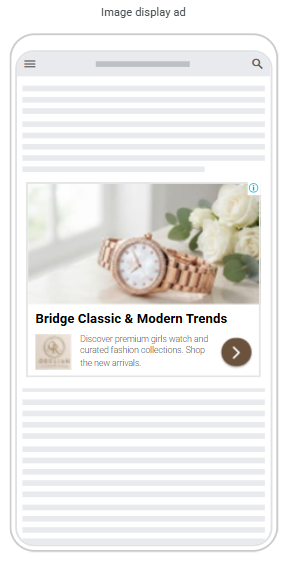 Image display ad
Bridge Classic & Modern Trends
Discover premium girls watch and
curated fashion collections. Shop
the new arrivals.